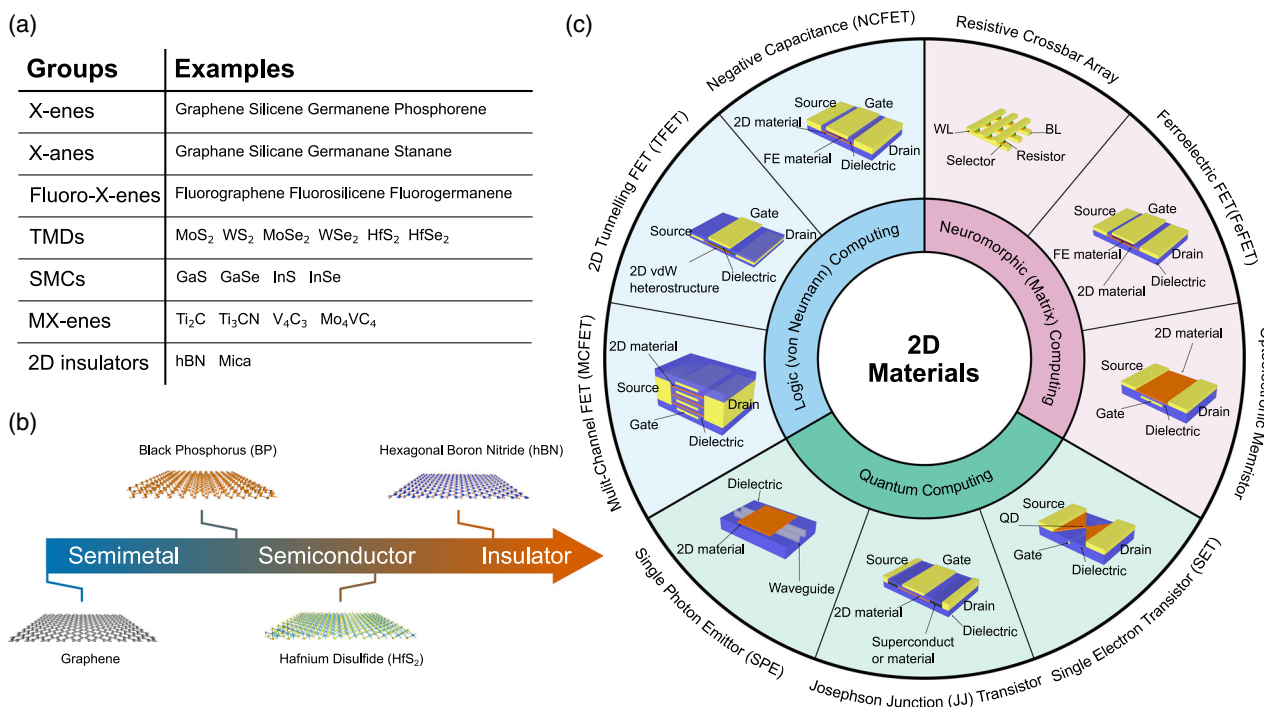 (a)
Groups Examples
X-enes Graphene Silicene Germanene Phosphorene
X-anes Graphane Silicane Germanane Stanane
Fluoro-X-enes Fluorographene Fluorosilicene Fluorogermanene
TMDs MoS₂ WS₂ MoSe₂ WSe₂ HfS₂ HfSe₂
SMCs GaS GaSe InS InSe
MX-enes Ti₂C Ti₃CN V₄C₃ Mo₄VC₄
2D insulators hBN Mica
(b)
Black Phosphorus (BP)
Hexagonal Boron Nitride (hBN)
Semimetal Semiconductor Insulator
Graphene
Hafnium Disulfide (HfS₂)
(c)
2D
Materials
Logic (von Neumann) Computing
Neuromorphic (Matrix) Computing
Quantum Computing
Negative Capacitance (NCFET)
Source
Gate
2D material
Drain
FE material
Dielectric
Resistive Crossbar Array
WL
BL
Selector
Resistor
Ferroelectric FET(FeFET)
Source
Gate
FE material
Drain
2D material
Dielectric
Optoelectronic Memristor
2D material
Source
Gate
Drain
Dielectric
Single Electron Transistor (SET)
Source
QD
Gate
Drain
Dielectric
Josephson Junction (JJ) Transistor
Source
Gate
2D material
Drain
Dielectric
Superconduct
or material
Single Photon Emittor (SPE)
Dielectric
2D material
Waveguide
Mulit-Channel FET (MCFET)
2D material
Source
Drain
Gate
Dielectric
2D Tunnelling FET (TFET)
Gate
Source
Drain
2D vdW
heterostructure
Dielectric